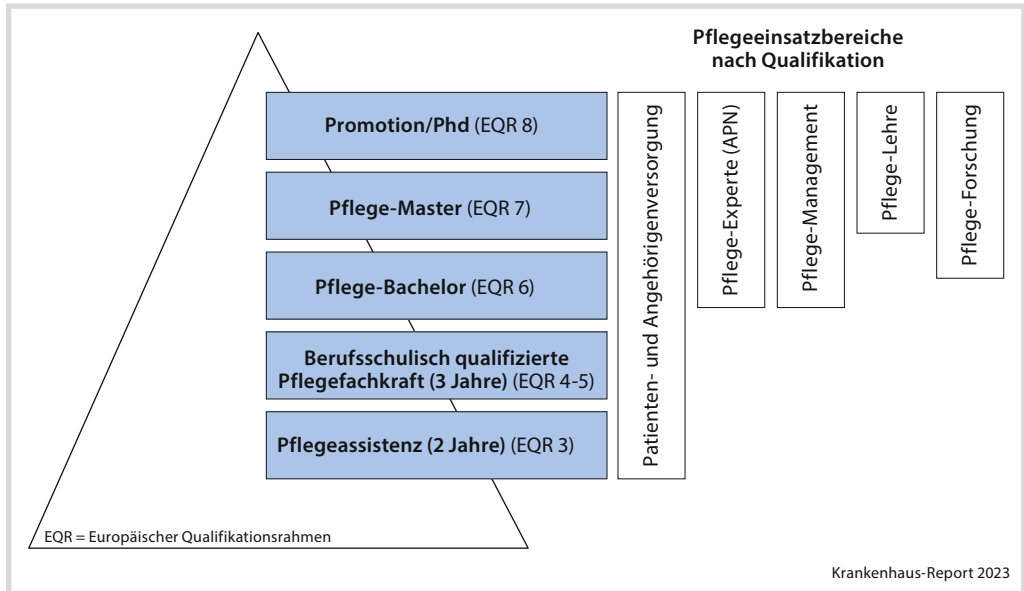 Pflegeeinsatzbereiche
nach Qualifikation
Promotion/Phd (EQR 8)
Pflege-Master (EQR 7)
Pflege-Bachelor (EQR 6)
Berufsschulisch qualifizierte
Pflegefachkraft (3 Jahre) (EQR 4-5)
Pflegeassistenz (2 Jahre) (EQR 3)
Patienten- und Angehörigenversorgung
Pflege-Experte (APN)
Pflege-Management
Pflege-Lehre
Pflege-Forschung
EQR = Europäischer Qualifikationsrahmen
Krankenhaus-Report 2023